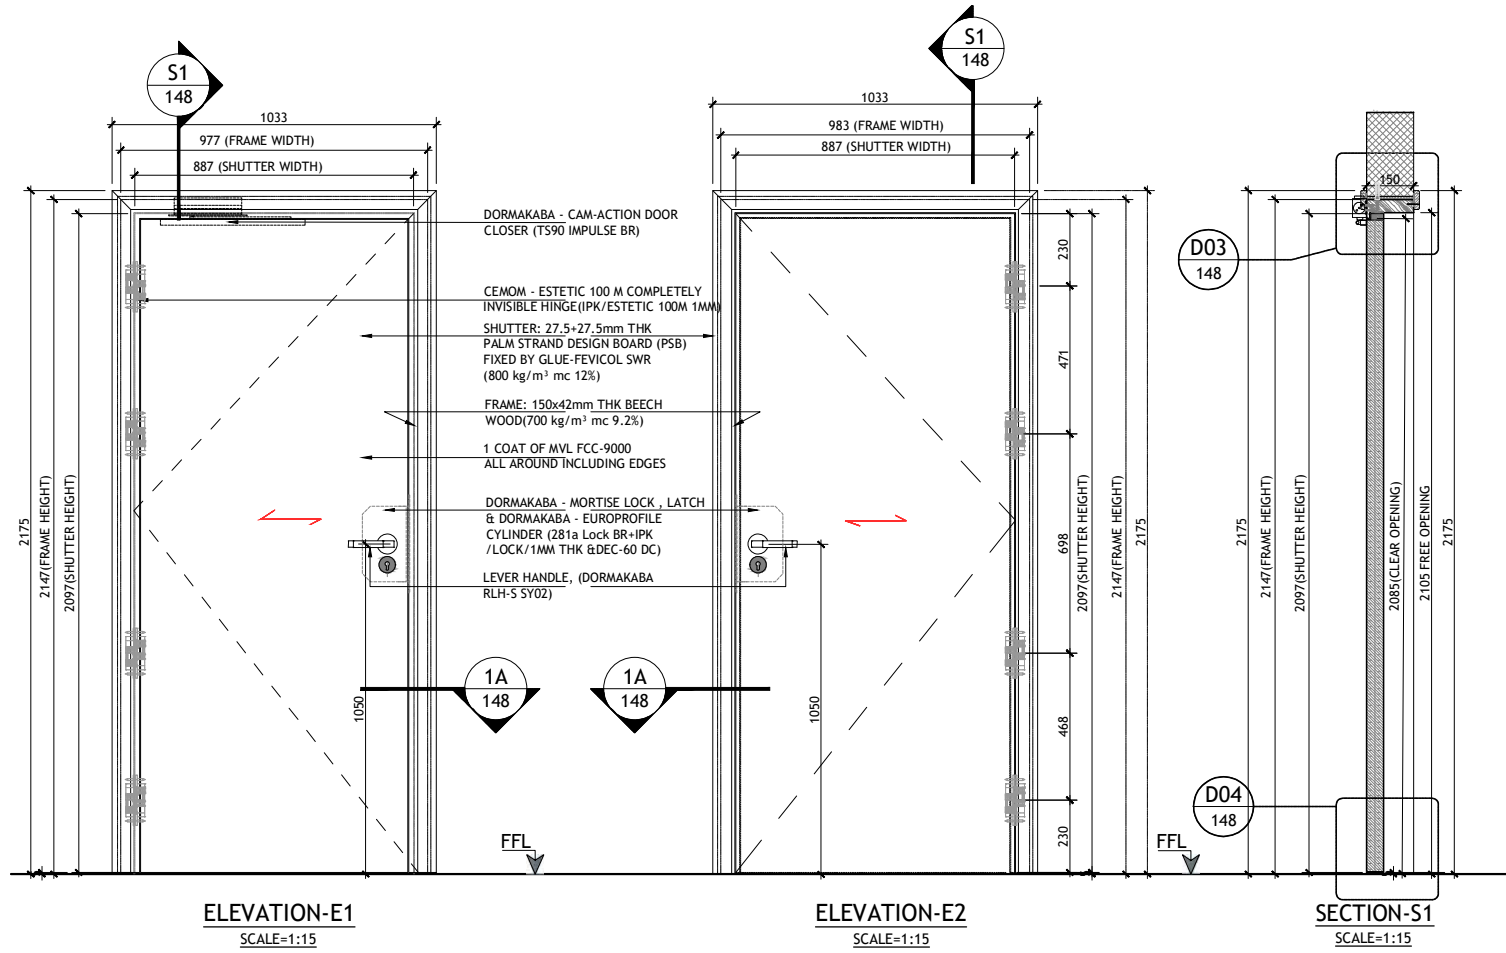 S1
148
1033
977 (FRAME WIDTH)
887 (SHUTTER WIDTH)
S1
148
1033
983 (FRAME WIDTH)
887 (SHUTTER WIDTH)
DORMAKABA - CAM-ACTION DOOR
CLOSER (TS90 IMPULSE BR)
CEMOM - ESTETIC 100 M COMPLETELY
INVISIBLE HINGE(IPK/ESTETIC 100M 1MM)
SHUTTER: 27.5+27.5mm THK
PALM STRAND DESIGN BOARD (PSB)
FIXED BY GLUE-FEVICOL SWR
(800 kg/m³ mc 12%)
FRAME: 150x42mm THK BEECH
WOOD(700 kg/m³ mc 9.2%)
1 COAT OF MVL FCC-9000
ALL AROUND INCLUDING EDGES
DORMAKABA - MORTISE LOCK , LATCH
& DORMAKABA - EUROPROFILE
CYLINDER (281a Lock BR+IPK
/LOCK/1MM THK &DEC-60 DC)
LEVER HANDLE, (DORMAKABA
RLH-S SY02)
2175
2147(FRAME HEIGHT)
2097(SHUTTER HEIGHT)
1050
1A
148
1A
148
1050
230
471
698
468
230
2097(SHUTTER HEIGHT)
2147(FRAME HEIGHT)
2175
FFL
FFL
150
D03
148
D04
148
2175
2147(FRAME HEIGHT)
2097(SHUTTER HEIGHT)
2085(CLEAR OPENING)
2105 FREE OPENING
2175
ELEVATION-E1
SCALE=1:15
ELEVATION-E2
SCALE=1:15
SECTION-S1
SCALE=1:15